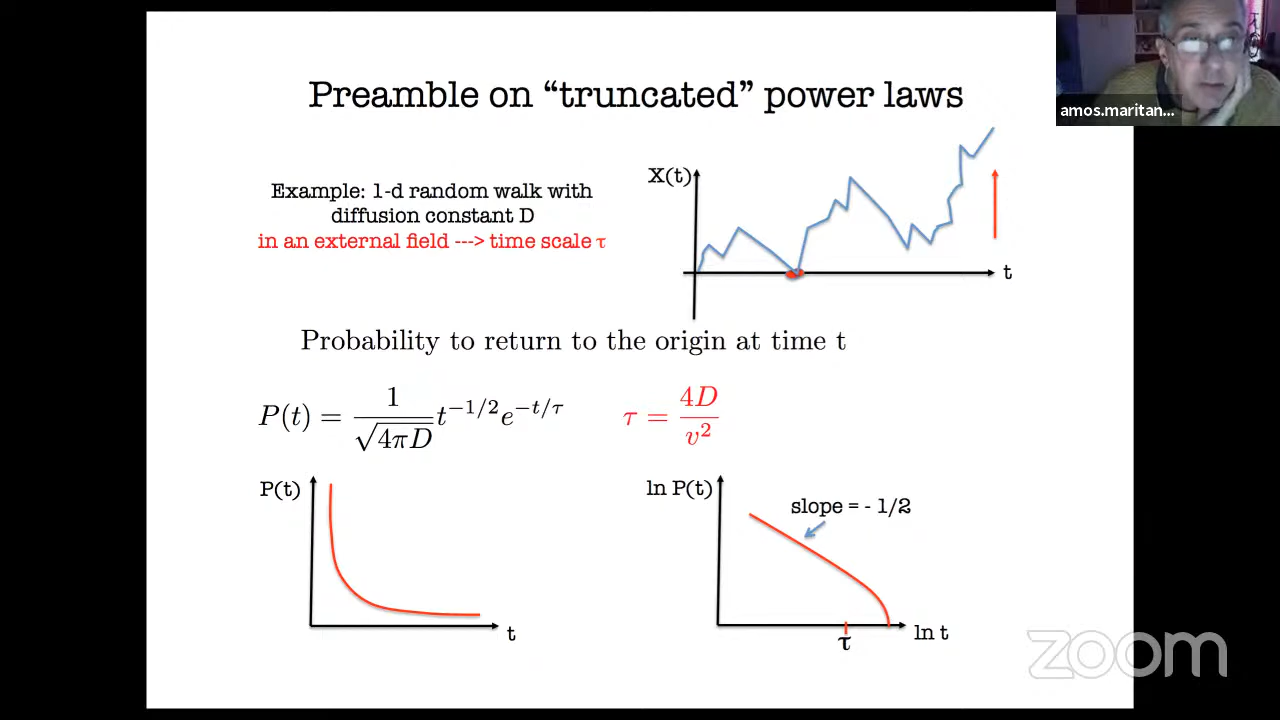 Preamble on “truncated” power laws
amos.maritan...
Example: 1-d random walk with
diffusion constant D
in an external field ---> time scale τ
X(t)
t
Probability to return to the origin at time t
P(t) = 1/√4πD t^{-1/2} e^{-t/τ} τ = 4D/v²
P(t)
t
ln P(t)
slope = - 1/2
τ
ln t
zoom